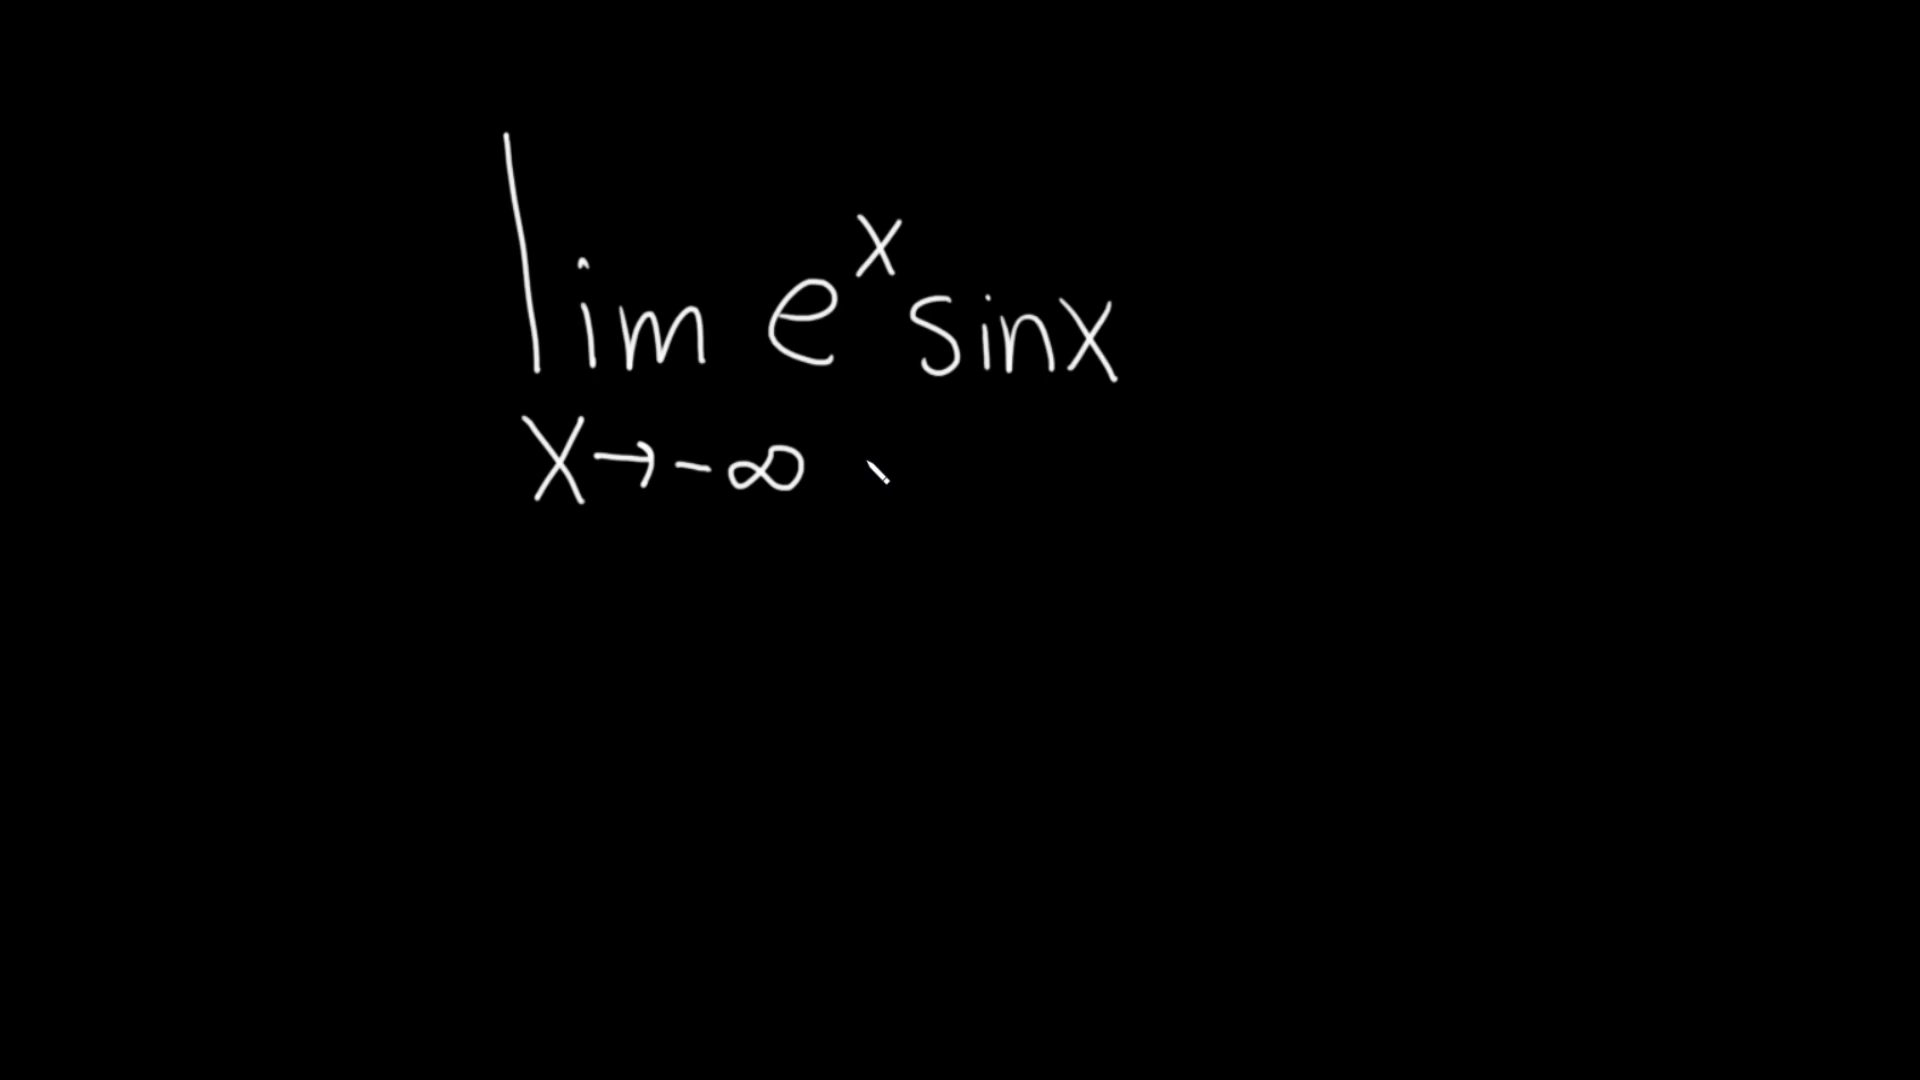 lim e^x sinx
x→-∞